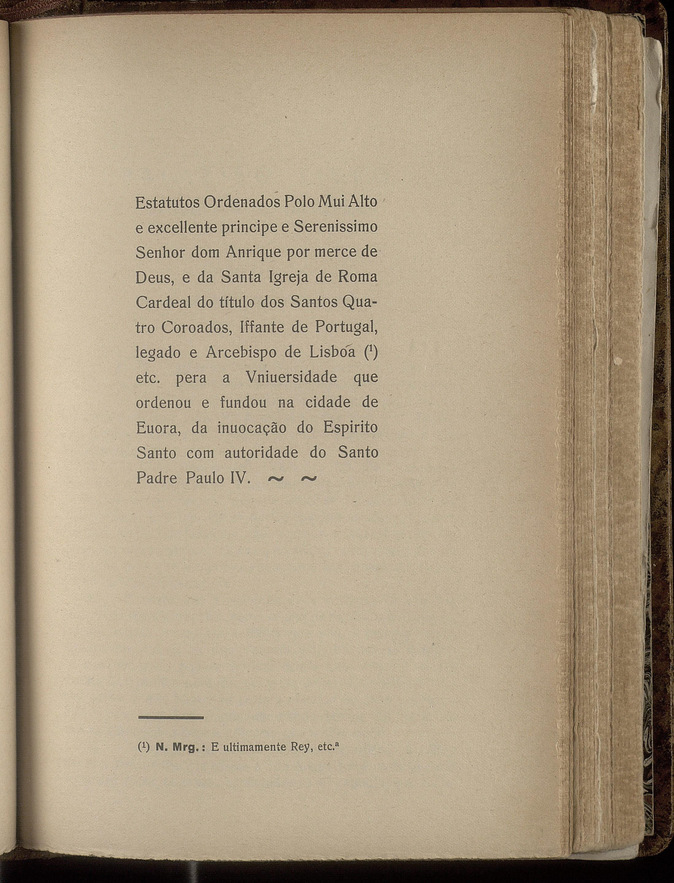 Estatutos Ordenados Polo Mui Alto
e excellente principe e Serenissimo
Senhor dom Anrique por merce de
Deus, e da Santa Igreja de Roma
Cardeal do título dos Santos Qua-
tro Coroados, Iffante de Portugal,
legado e Arcebispo de Lisboa (¹)
etc. pera a Vniuersidade que
ordenou e fundou na cidade de
Euora, da inuocação do Espirito
Santo com autoridade do Santo
Padre Paulo IV. ~ ~
(¹) N. Mrg.: E ultimamente Rey, etc.ª